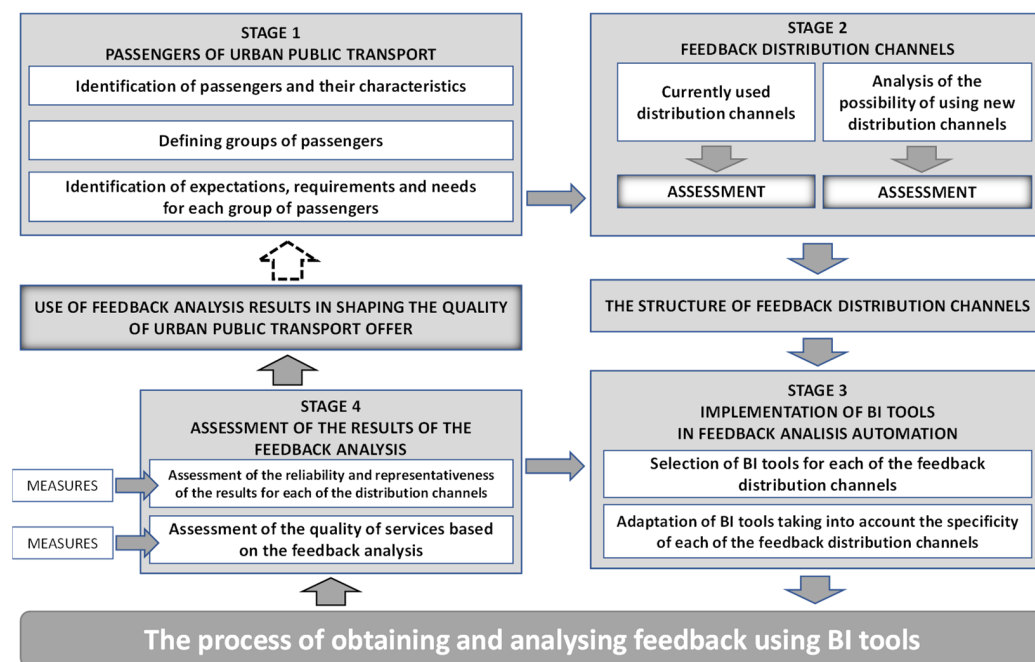 STAGE 1
PASSENGERS OF URBAN PUBLIC TRANSPORT
Identification of passengers and their characteristics
Defining groups of passengers
Identification of expectations, requirements and needs
for each group of passengers
STAGE 2
FEEDBACK DISTRIBUTION CHANNELS
Currently used
distribution channels
ASSESSMENT
Analysis of the
possibility of using new
distribution channels
ASSESSMENT
THE STRUCTURE OF FEEDBACK DISTRIBUTION CHANNELS
STAGE 3
IMPLEMENTATION OF BI TOOLS
IN FEEDBACK ANALISIS AUTOMATION
Selection of BI tools for each of the feedback
distribution channels
Adaptation of BI tools taking into account the specificity
of each of the feedback distribution channels
The process of obtaining and analysing feedback using BI tools
STAGE 4
ASSESSMENT OF THE RESULTS OF THE
FEEDBACK ANALYSIS
MEASURES
Assessment of the reliability and representativeness
of the results for each of the distribution channels
MEASURES
Assessment of the quality of services based
on the feedback analysis
USE OF FEEDBACK ANALYSIS RESULTS IN SHAPING THE QUALITY
OF URBAN PUBLIC TRANSPORT OFFER